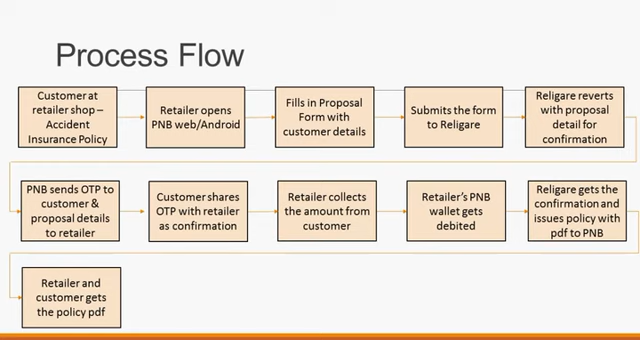 Process Flow
Customer at
retailer shop –
Accident
Insurance Policy
Retailer opens
PNB web/Android
Fills in Proposal
Form with
customer details
Submits the form
to Religare
Religare reverts
with proposal
detail for
confirmation
PNB sends OTP to
customer &
proposal details
to retailer
Customer shares
OTP with retailer
as confirmation
Retailer collects
the amount from
customer
Retailer’s PNB
wallet gets
debited
Religare gets the
confirmation and
issues policy with
pdf to PNB
Retailer and
customer gets
the policy pdf